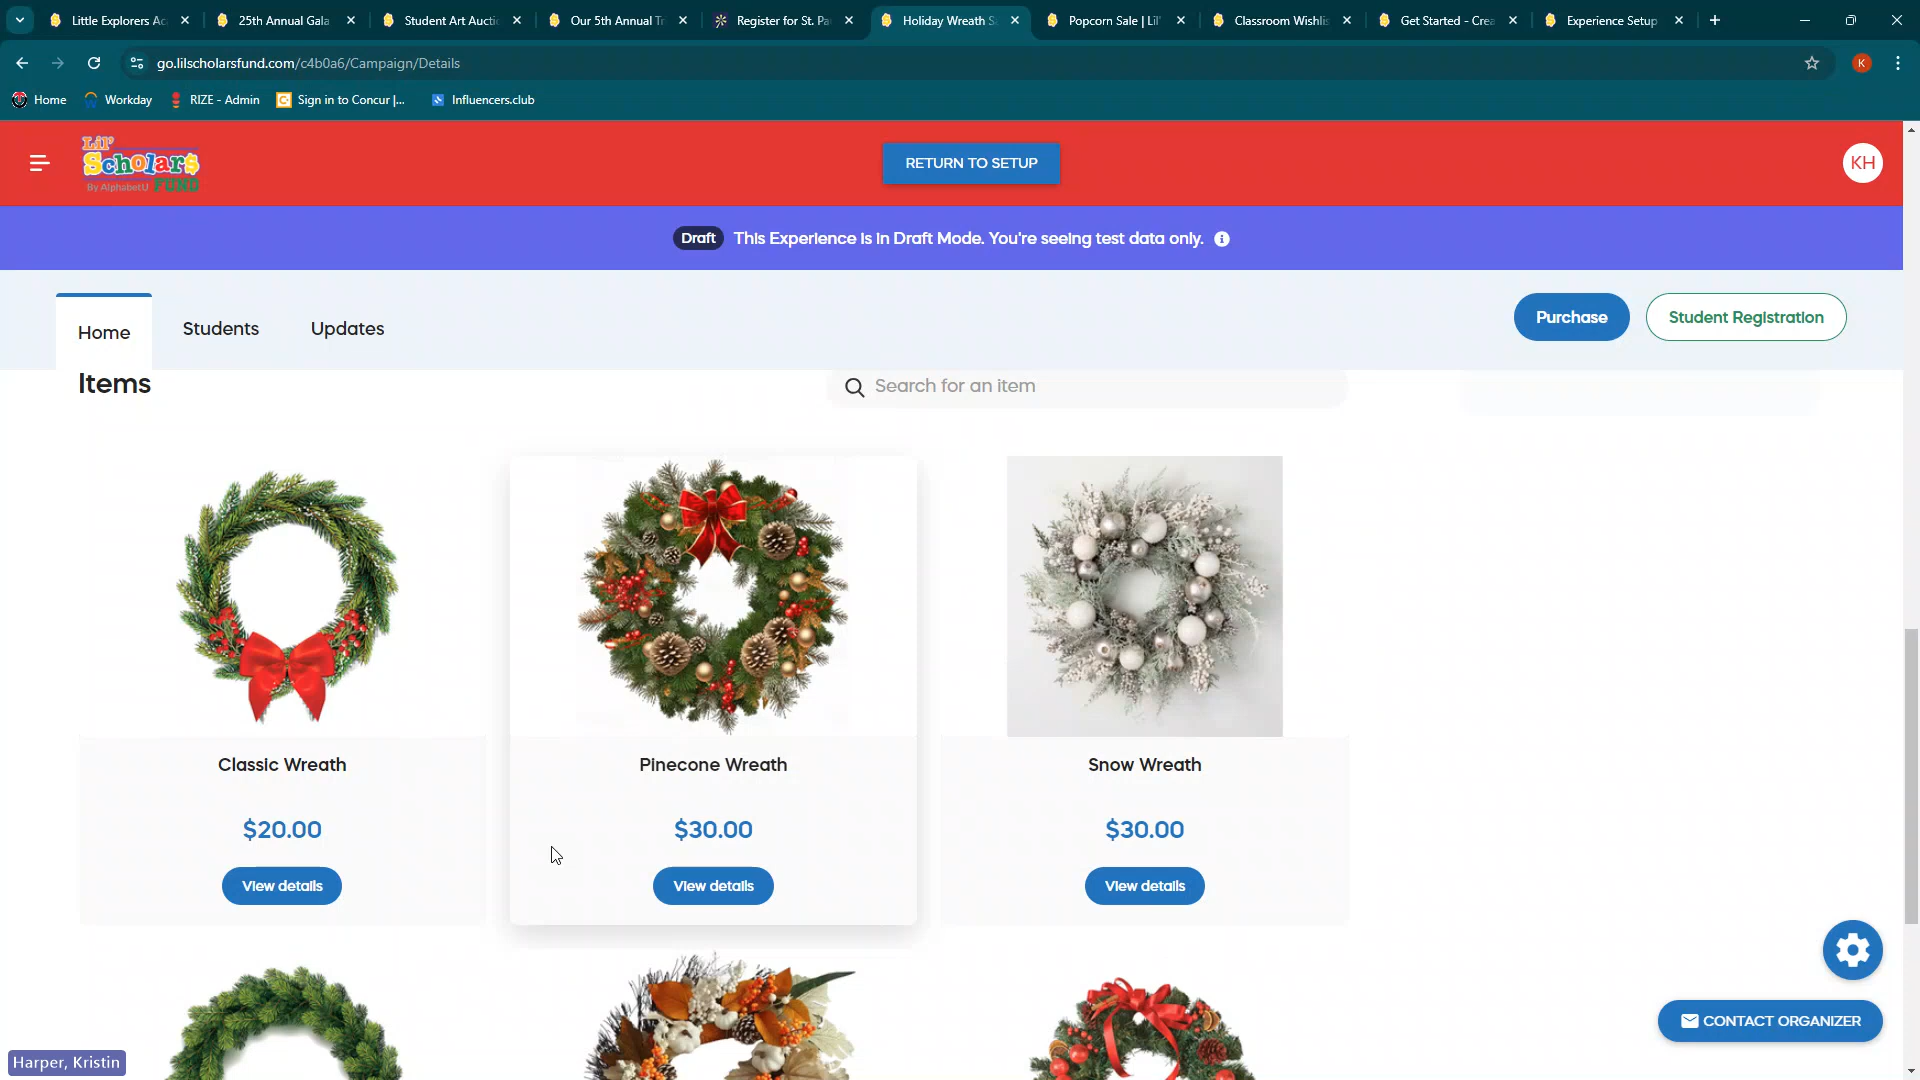 Little Explorers Ac
25th Annual Gala
Student Art Aucti
Our 5th Annual T
Register for St. Pa
Holiday Wreath S
Popcorn Sale | Lil'
Classroom Wishli
Get Started - Crea
Experience Setup
go.lilscholarsfund.com/c4b0a6/Campaign/Details
K
Home
Workday
RIZE - Admin
Sign in to Concur |...
Influencers.club
Lil'
Scholars
By AlphabetU FUND
RETURN TO SETUP
KH
Draft This Experience is in Draft Mode. You're seeing test data only.
Home
Students
Updates
Purchase
Student Registration
Items
Search for an item
Classic Wreath
Pinecone Wreath
Snow Wreath
$20.00
$30.00
$30.00
View details
View details
View details
CONTACT ORGANIZER
Harper, Kristin